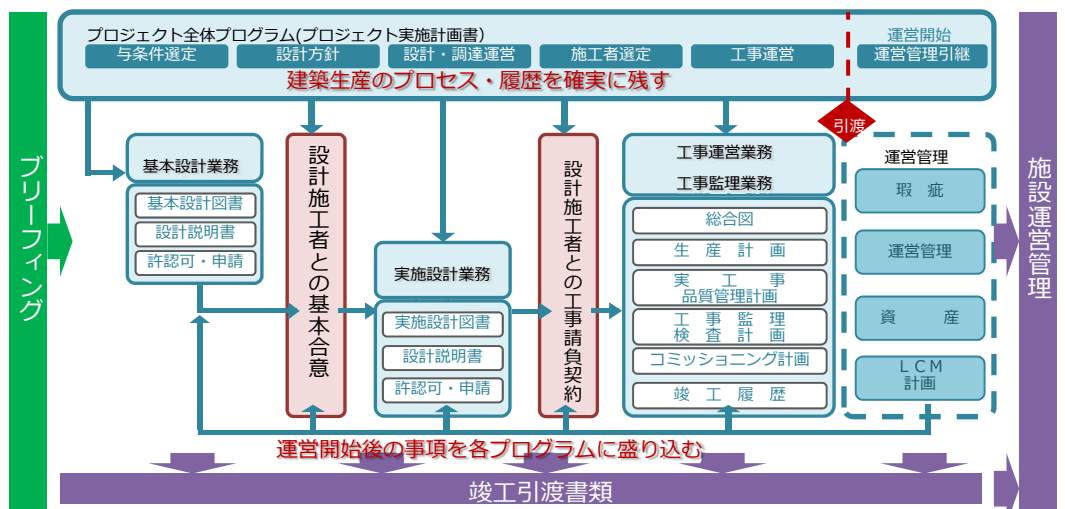 プロジェクト全体プログラム(プロジェクト実施計画書)
運営開始
与条件選定
設計方針
設計・調達運営
施工者選定
工事運営
運営管理引継
建築生産のプロセス・履歴を確実に残す
引渡
ブリーフィング
基本設計業務
基本設計図書
設計説明書
許認可・申請
設計施工者との基本合意
実施設計業務
実施設計図書
設計説明書
許認可・申請
設計施工者との工事請負契約
工事運営業務
工事監理業務
総合図
生産計画
実工事
品質管理計画
工事監理
検査計画
コミッショニング計画
竣工履歴
運営管理
瑕疵
運営管理
資産
LCM
計画
施設運営管理
運営開始後の事項を各プログラムに盛り込む
竣工引渡書類